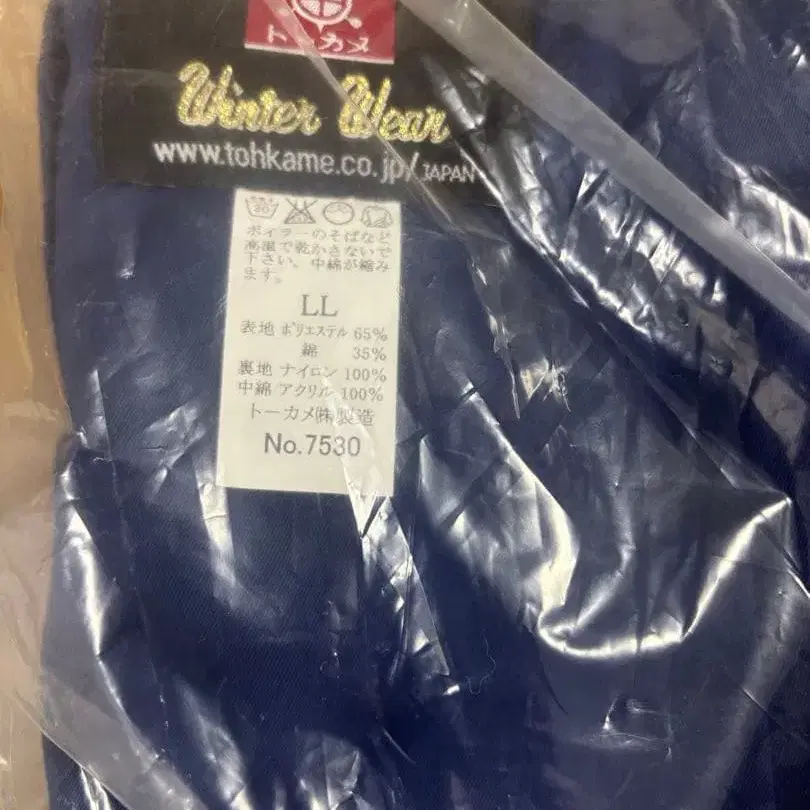 トーカメ
Winter Wear
www.tohkame.co.jp/JAPAN
ボイラーのそばなど
高温で乾かさないで
下さい。中綿が縮み
ます。
LL
表地 ポリエステル 65%
綿 35%
裏地 ナイロン 100%
中綿 アクリル 100%
トーカメ㈱製造
No.7530